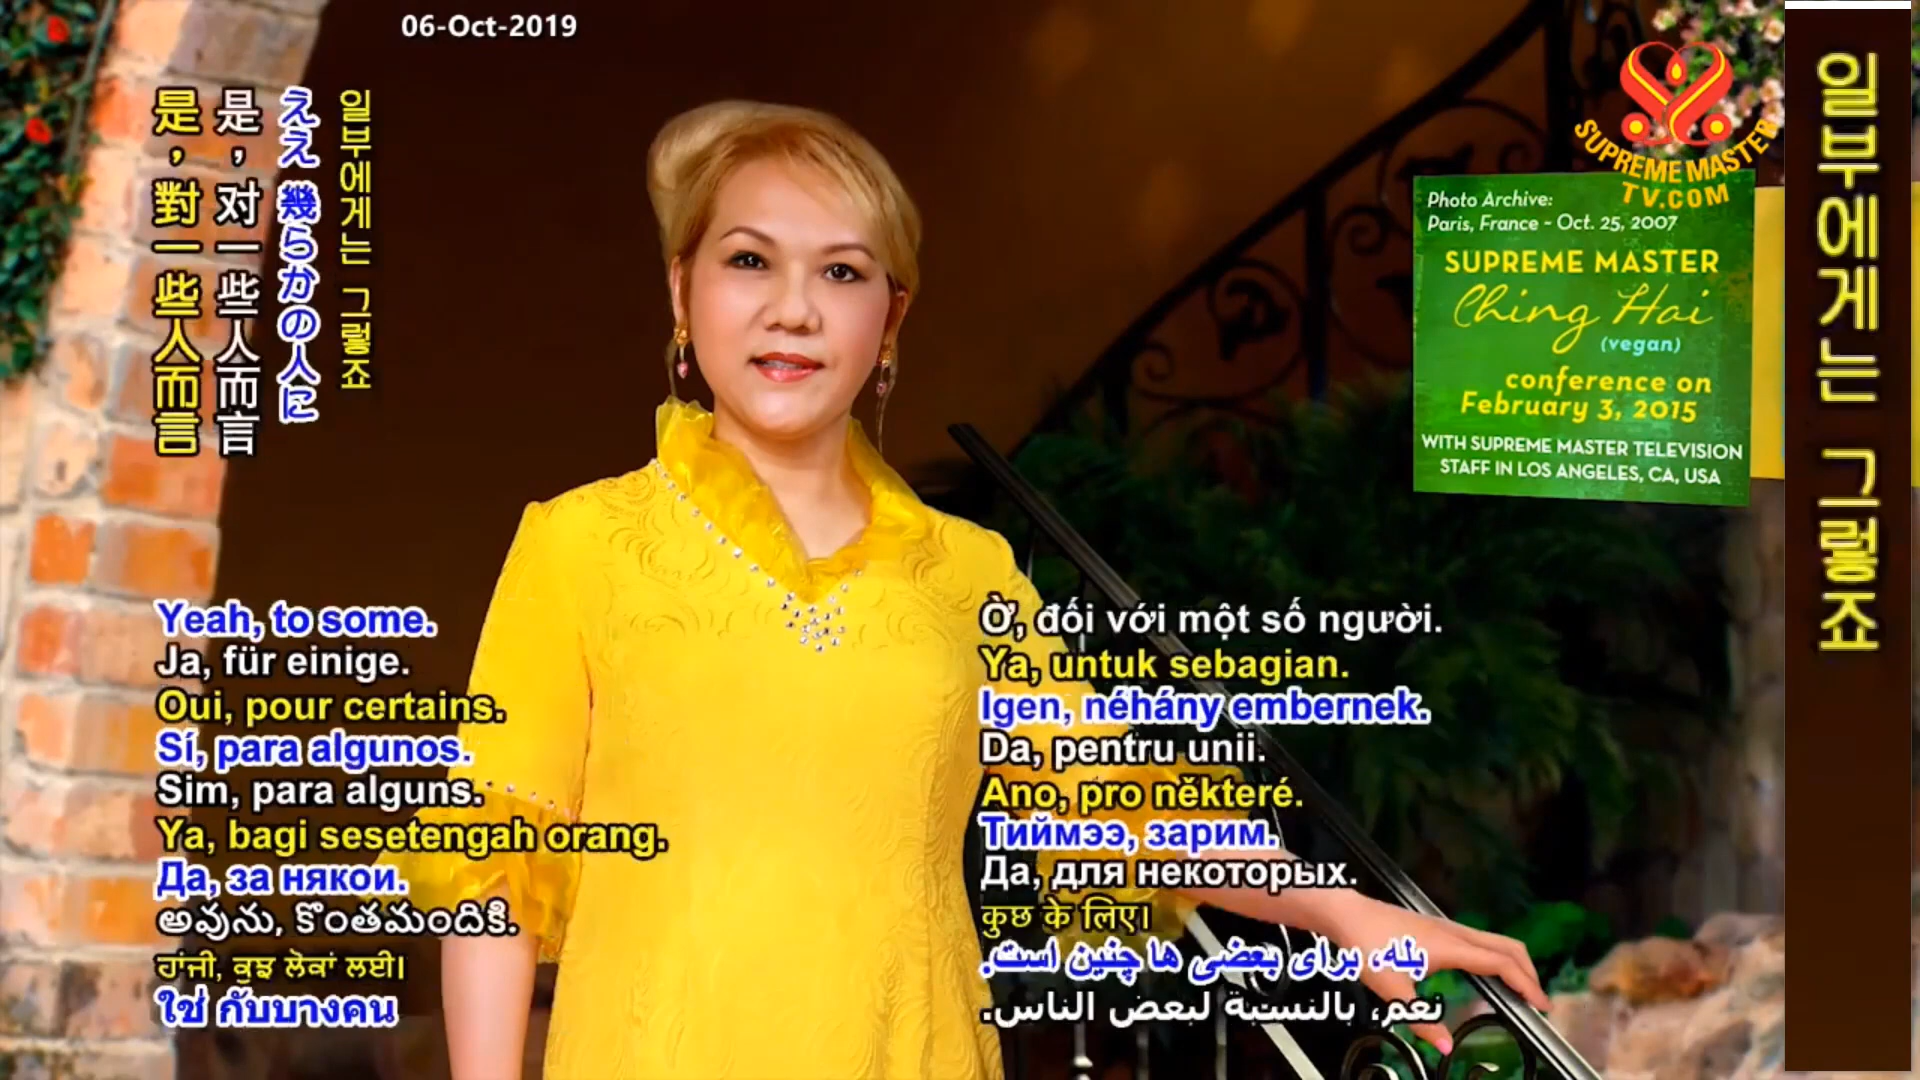 06-Oct-2019
일부에게는 그렇죠
ええ 幾らかの人に
是，对一些人而言
是，對一些人而言
SUPREME MASTER
TV.COM
Photo Archive:
Paris, France - Oct. 25, 2007
SUPREME MASTER
Ching Hai
(vegan)
conference on
February 3, 2015
WITH SUPREME MASTER TELEVISION
STAFF IN LOS ANGELES, CA, USA
일부에게는 그렇죠
Yeah, to some.
Ja, für einige.
Oui, pour certains.
Sí, para algunos.
Sim, para alguns.
Ya, bagi sesetengah orang.
Да, за някои.
అవును, కొంతమందికి.
ਹਾਂਜੀ, ਕੁਝ ਲੋਕਾਂ ਲਈ।
ใช่ กับบางคน
Ờ, đối với một số người.
Ya, untuk sebagian.
Igen, néhány embernek.
Da, pentru unii.
Ano, pro některé.
Тиймээ, зарим.
Да, для некоторых.
कुछ के लिए।
بله، برای بعضی ها چنین است.
نعم، بالنسبة لبعض الناس.